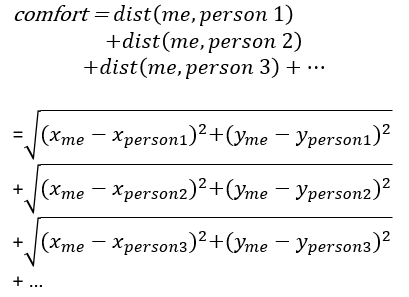 comfort = dist(me, person 1)
+dist(me, person 2)
+dist(me, person 3) + ⋯
=√((x_me − x_person1)²+(y_me − y_person1)²)
+√((x_me − x_person2)²+(y_me − y_person2)²)
+√((x_me − x_person3)²+(y_me − y_person3)²)
+ ...